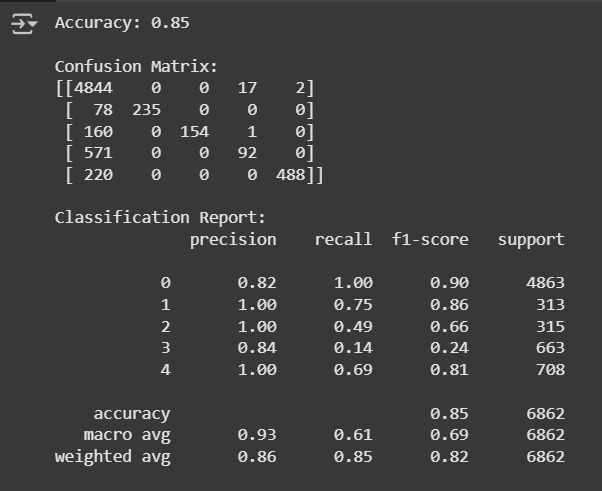 Accuracy: 0.85
Confusion Matrix:
[[4844    0    0   17    2]
 [  78  235    0    0    0]
 [ 160    0  154    1    0]
 [ 571    0    0   92    0]
 [ 220    0    0    0  488]]
Classification Report:
              precision    recall  f1-score   support
           0       0.82      1.00      0.90      4863
           1       1.00      0.75      0.86       313
           2       1.00      0.49      0.66       315
           3       0.84      0.14      0.24       663
           4       1.00      0.69      0.81       708
    accuracy                           0.85      6862
   macro avg       0.93      0.61      0.69      6862
weighted avg       0.86      0.85      0.82      6862